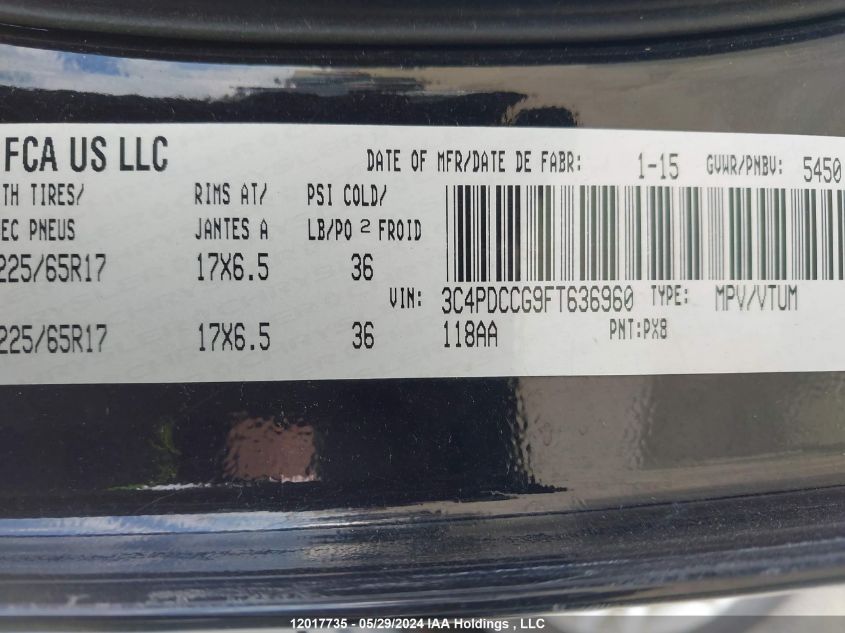 FCA US LLC
DATE OF MFR/DATE DE FABR: 1-15 GVWR/PNBV: 5450
TH TIRES/ RIMS AT/ PSI COLD/
EC PNEUS JANTES A LB/PO 2 FROID
225/65R17 17X6.5 36
VIN: 3C4PDCCG9FT636960 TYPE: MPV/VTUM
225/65R17 17X6.5 36 118AA PNT:PX8
12017735 - 05/29/2024 IAA Holdings , LLC